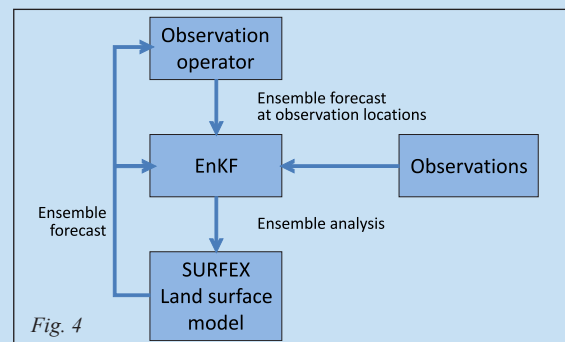 Observation
operator
Ensemble forecast
at observation locations
EnKF
Observations
Ensemble
forecast
Ensemble analysis
SURFEX
Land surface
model
Fig. 4